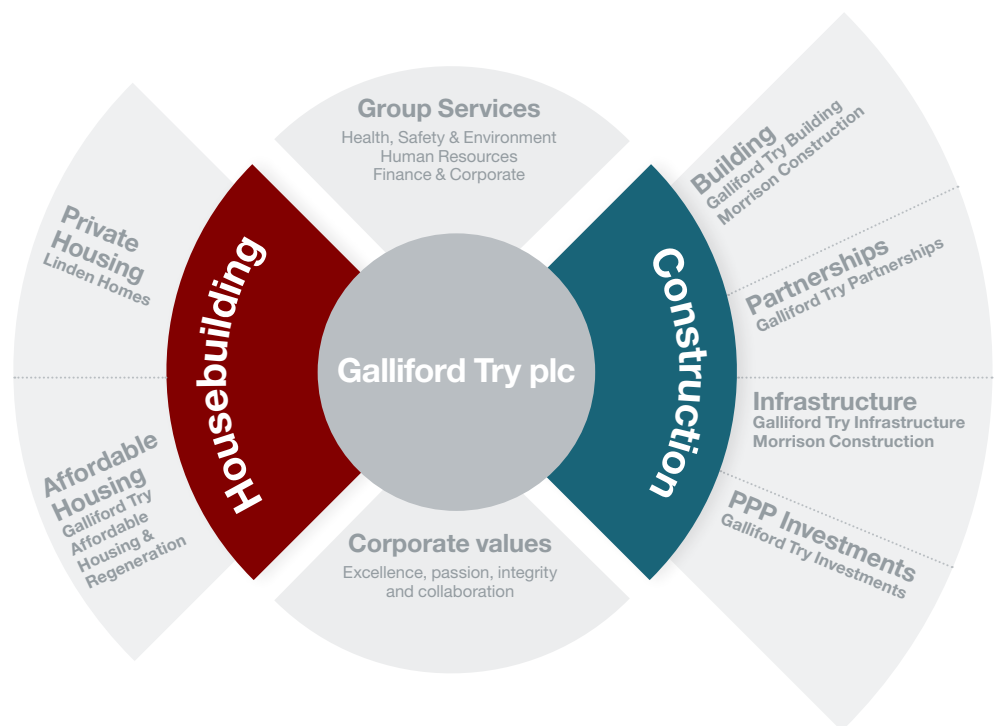 Group Services
Health, Safety & Environment
Human Resources
Finance & Corporate
Private
Housing
Linden Homes
Affordable
Housing
Galliford Try
Affordable
Housing &
Regeneration
Housebuilding
Galliford Try plc
Construction
Building
Galliford Try Building
Morrison Construction
Partnerships
Galliford Try Partnerships
Infrastructure
Galliford Try Infrastructure
Morrison Construction
PPP Investments
Galliford Try Investments
Corporate values
Excellence, passion, integrity
and collaboration